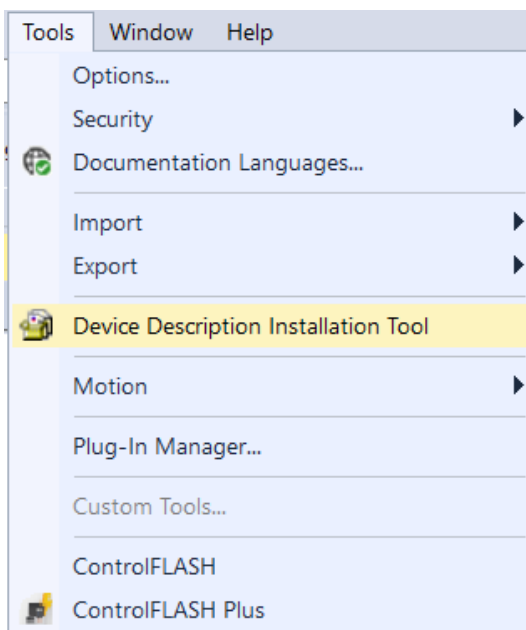 Tools Window Help
Options...
Security
Documentation Languages...
Import
Export
Device Description Installation Tool
Motion
Plug-In Manager...
Custom Tools...
ControlFLASH
ControlFLASH Plus